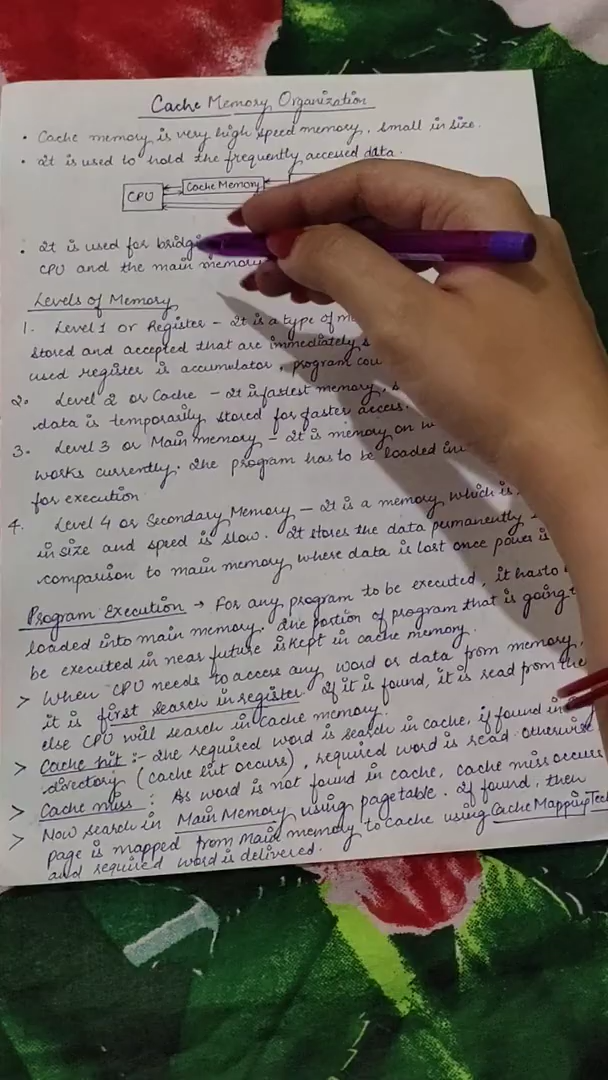 Cache Memory Organization
• Cache memory is very high speed memory, small in size.
• It is used to hold the frequently accessed data.
CPU
Cache Memory
• It is used for bridgi
CPU and the main memory
Levels of Memory
1. Level 1 or Register - It is a type of m
stored and accepted that are immediately s
used register is accumulator, program cou
2. Level 2 or Cache - It is fastest memory, s
data is temporarily stored for faster access.
3. Level 3 or Main memory - It is memory on w
works currently. The program has to be loaded in
for execution
4. Level 4 or Secondary Memory - It is a memory which is
in size and speed is slow. It stores the data permanently
comparison to main memory where data is lost once power is
Program Execution → For any program to be executed, it has to
loaded into main memory. The portion of program that is going t
be executed in near future is kept in cache memory.
> When CPU needs to access any word or data from memory,
it is first search in register. If it is found, it is read from the
else CPU will search in cache memory.
> Cache hit :- The required word is search in cache, if found in
directory (cache hit occurs), required word is read otherwise
> Cache miss : As word is not found in cache, cache miss occurs
> Now search in Main Memory using page table. If found, then
page is mapped from Main memory to cache using Cache Mapping Tec
and required word is delivered.